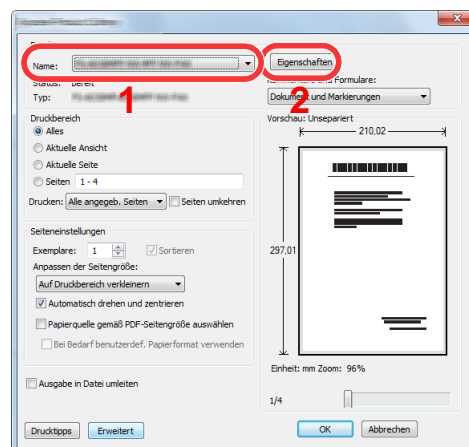 Name:
Eigenschaften
Status: Bereit
Kommentare und Formulare:
Typ:
Dokument und Markierungen
1
2
Druckbereich
Alles
Aktuelle Ansicht
Aktuelle Seite
Seiten 1 - 4
Drucken: Alle angegeb. Seiten Seiten umkehren
Vorschau: Unsepariert
210,02
297,01
Seiteneinstellungen
Exemplare: 1 Sortieren
Anpassen der Seitengröße:
Auf Druckbereich verkleinern
Automatisch drehen und zentrieren
Papierquelle gemäß PDF-Seitengröße auswählen
Bei Bedarf benutzerdef. Papierformat verwenden
Einheit: mm Zoom: 96%
Ausgabe in Datei umleiten
1/4
Drucktipps
Erweitert
OK
Abbrechen